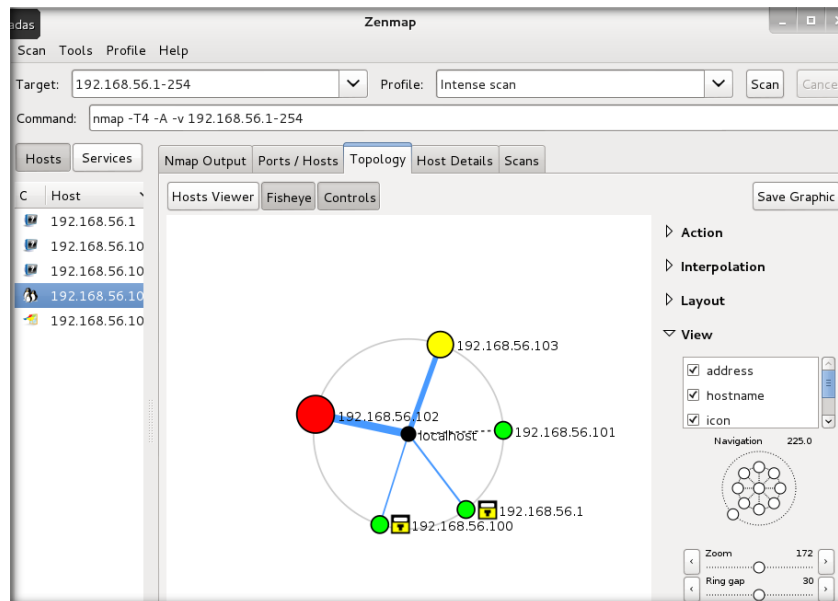 adas
Zenmap
Scan Tools Profile Help
Target: 192.168.56.1-254 Profile: Intense scan Scan Cance
Command: nmap -T4 -A -v 192.168.56.1-254
Hosts Services Nmap Output Ports / Hosts Topology Host Details Scans
C Host Hosts Viewer Fisheye Controls Save Graphic
192.168.56.1
192.168.56.10
192.168.56.10
192.168.56.10
192.168.56.10
Action
Interpolation
Layout
View
address
hostname
icon
192.168.56.103
192.168.56.102
localhost
192.168.56.101
192.168.56.1
192.168.56.100
Navigation 225.0
Zoom 172
Ring gap 30